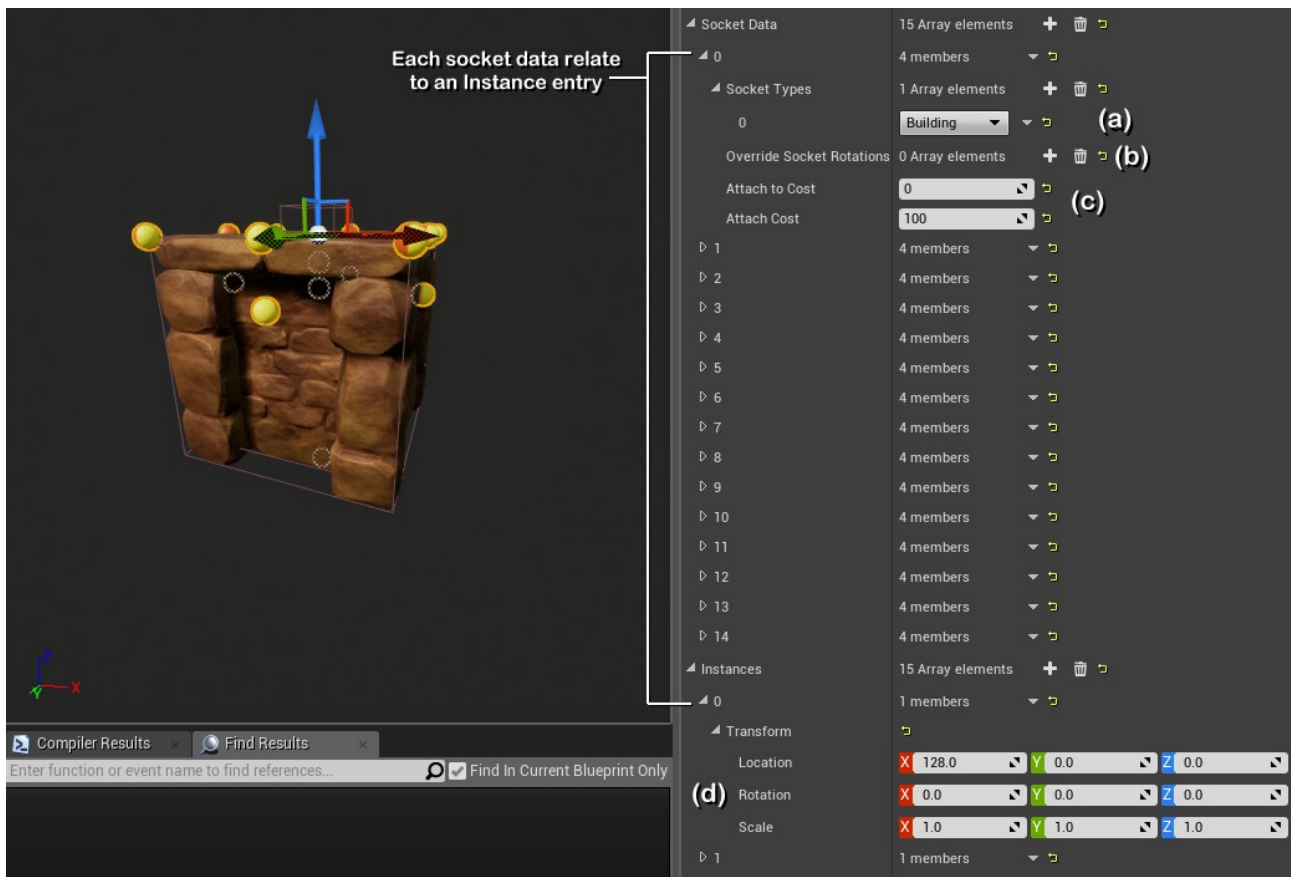 Each socket data relate
to an Instance entry
Z
Y X
Compiler Results
Find Results
Enter function or event name to find references...
Find In Current Blueprint Only
Socket Data 15 Array elements
0 4 members
Socket Types 1 Array elements
0 Building (a)
Override Socket Rotations 0 Array elements (b)
Attach to Cost 0
(c)
Attach Cost 100
1 4 members
2 4 members
3 4 members
4 4 members
5 4 members
6 4 members
7 4 members
8 4 members
9 4 members
10 4 members
11 4 members
12 4 members
13 4 members
14 4 members
Instances 15 Array elements
0 1 members
Transform
Location X 128.0 Y 0.0 Z 0.0
(d) Rotation X 0.0 Y 0.0 Z 0.0
Scale X 1.0 Y 1.0 Z 1.0
1 1 members